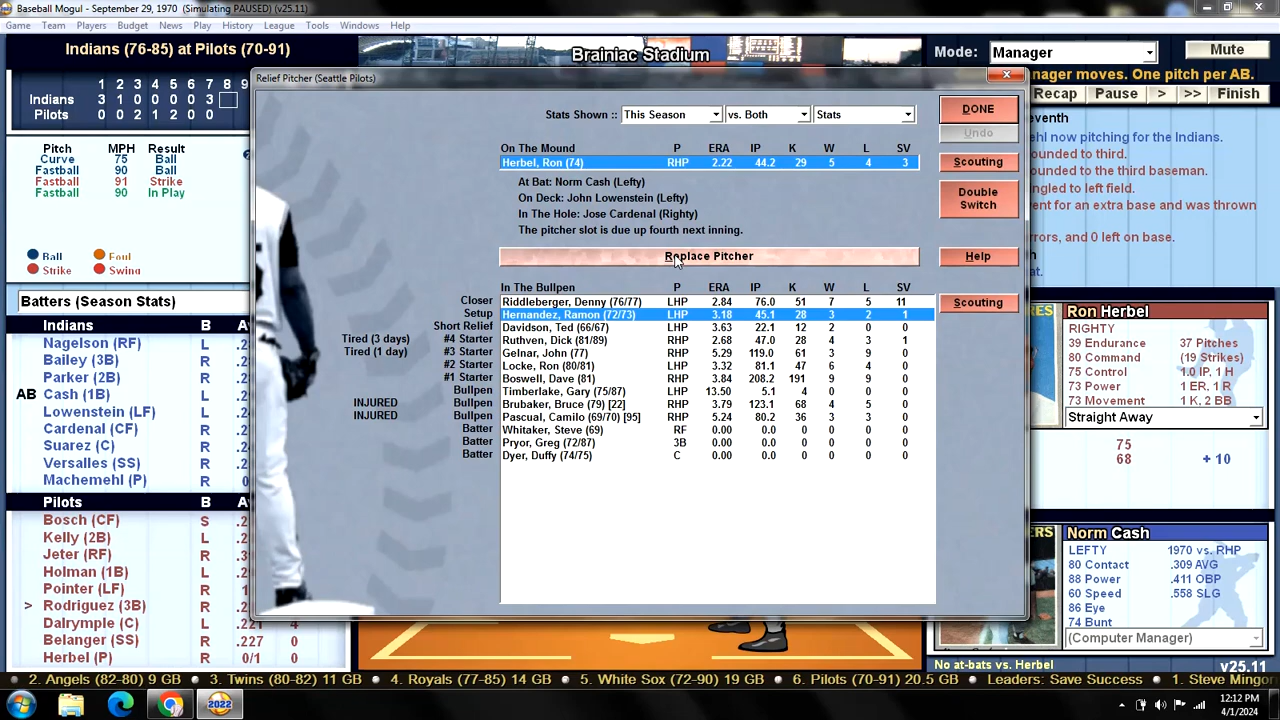 Baseball Mogul - September 29, 1970 (Simulating PAUSED) (v25.11)
Game Team Players Budget News Play History League Tools Windows Help
Indians (76-85) at Pilots (70-91)
Brainiac Stadium
Mode: Manager Mute
1 2 3 4 5 6 7 8 9 10
Indians 3 1 0 0 0 0 3
Pilots 0 0 2 1 2 0 0
nager moves. One pitch per AB.
Recap Pause > >> Finish
Pitch MPH Result
Curve 75 Ball
Fastball 90 Ball
Fastball 91 Strike
Fastball 90 In Play
Ball Foul
Strike Swing
Batters (Season Stats)
Indians B
Nagelson (RF) L
Bailey (3B) R
Parker (2B) R
AB Cash (1B) L
Lowenstein (LF) L
Cardenal (CF) R
Suarez (C) R
Versalles (SS) R
Machemehl (P) R
Pilots B
Bosch (CF) S
Kelly (2B) L
Jeter (RF) R
Holman (1B) L
Pointer (LF) R
> Rodriguez (3B) R
Dalrymple (C) L .221 4
Belanger (SS) R .227 0
Herbel (P) R 0/1 0
Relief Pitcher (Seattle Pilots)
Stats Shown :: This Season vs. Both Stats
DONE
Undo
Scouting
Double Switch
Help
Scouting
On The Mound P ERA IP K W L SV
Herbel, Ron (74) RHP 2.22 44.2 29 5 4 3
At Bat: Norm Cash (Lefty)
On Deck: John Lowenstein (Lefty)
In The Hole: Jose Cardenal (Righty)
The pitcher slot is due up fourth next inning.
Replace Pitcher
In The Bullpen P ERA IP K W L SV
Closer Riddleberger, Denny (76/77) LHP 2.84 76.0 51 7 5 11
Setup Hernandez, Ramon (72/73) LHP 3.18 45.1 28 3 2 1
Short Relief Davidson, Ted (66/67) LHP 3.63 22.1 12 2 0 0
Tired (3 days) #4 Starter Ruthven, Dick (81/89) RHP 2.68 47.0 28 4 3 1
Tired (1 day) #3 Starter Gelnar, John (77) RHP 5.29 119.0 61 3 9 0
#2 Starter Locke, Ron (80/81) LHP 3.32 81.1 47 6 4 0
#1 Starter Boswell, Dave (81) RHP 3.84 208.2 191 9 9 0
Bullpen Timberlake, Gary (75/87) LHP 13.50 5.1 4 0 0 0
INJURED Bullpen Brubaker, Bruce (79) [22] RHP 3.79 123.1 68 4 5 0
INJURED Bullpen Pascual, Camilo (69/70) [95] RHP 5.24 80.2 36 3 3 0
Batter Whitaker, Steve (69) RF 0.00 0.0 0 0 0 0
Batter Pryor, Greg (72/87) 3B 0.00 0.0 0 0 0 0
Batter Dyer, Duffy (74/75) C 0.00 0.0 0 0 0 0
eventh
ehl now pitching for the Indians.
ounded to third.
ounded to the third baseman.
ngled to left field.
ent for an extra base and was thrown
rrors, and 0 left on base.
at.
Ron Herbel
RIGHTY
39 Endurance 37 Pitches
80 Command (19 Strikes)
75 Control 1.0 IP, 1 H
73 Power 1 ER, 1 R
73 Movement 1 K, 2 BB
Straight Away
75
68 + 10
Norm Cash
LEFTY 1970 vs. RHP
80 Contact .309 AVG
88 Power .411 OBP
60 Speed .558 SLG
86 Eye
74 Bunt
(Computer Manager)
No at-bats vs. Herbel v25.11
2. Angels (82-80) 9 GB 3. Twins (80-82) 11 GB 4. Royals (77-85) 14 GB 5. White Sox (72-90) 19 GB 6. Pilots (70-91) 20.5 GB Leaders: Save Success 1. Steve Mingor
2022
12:12 PM
4/1/2024